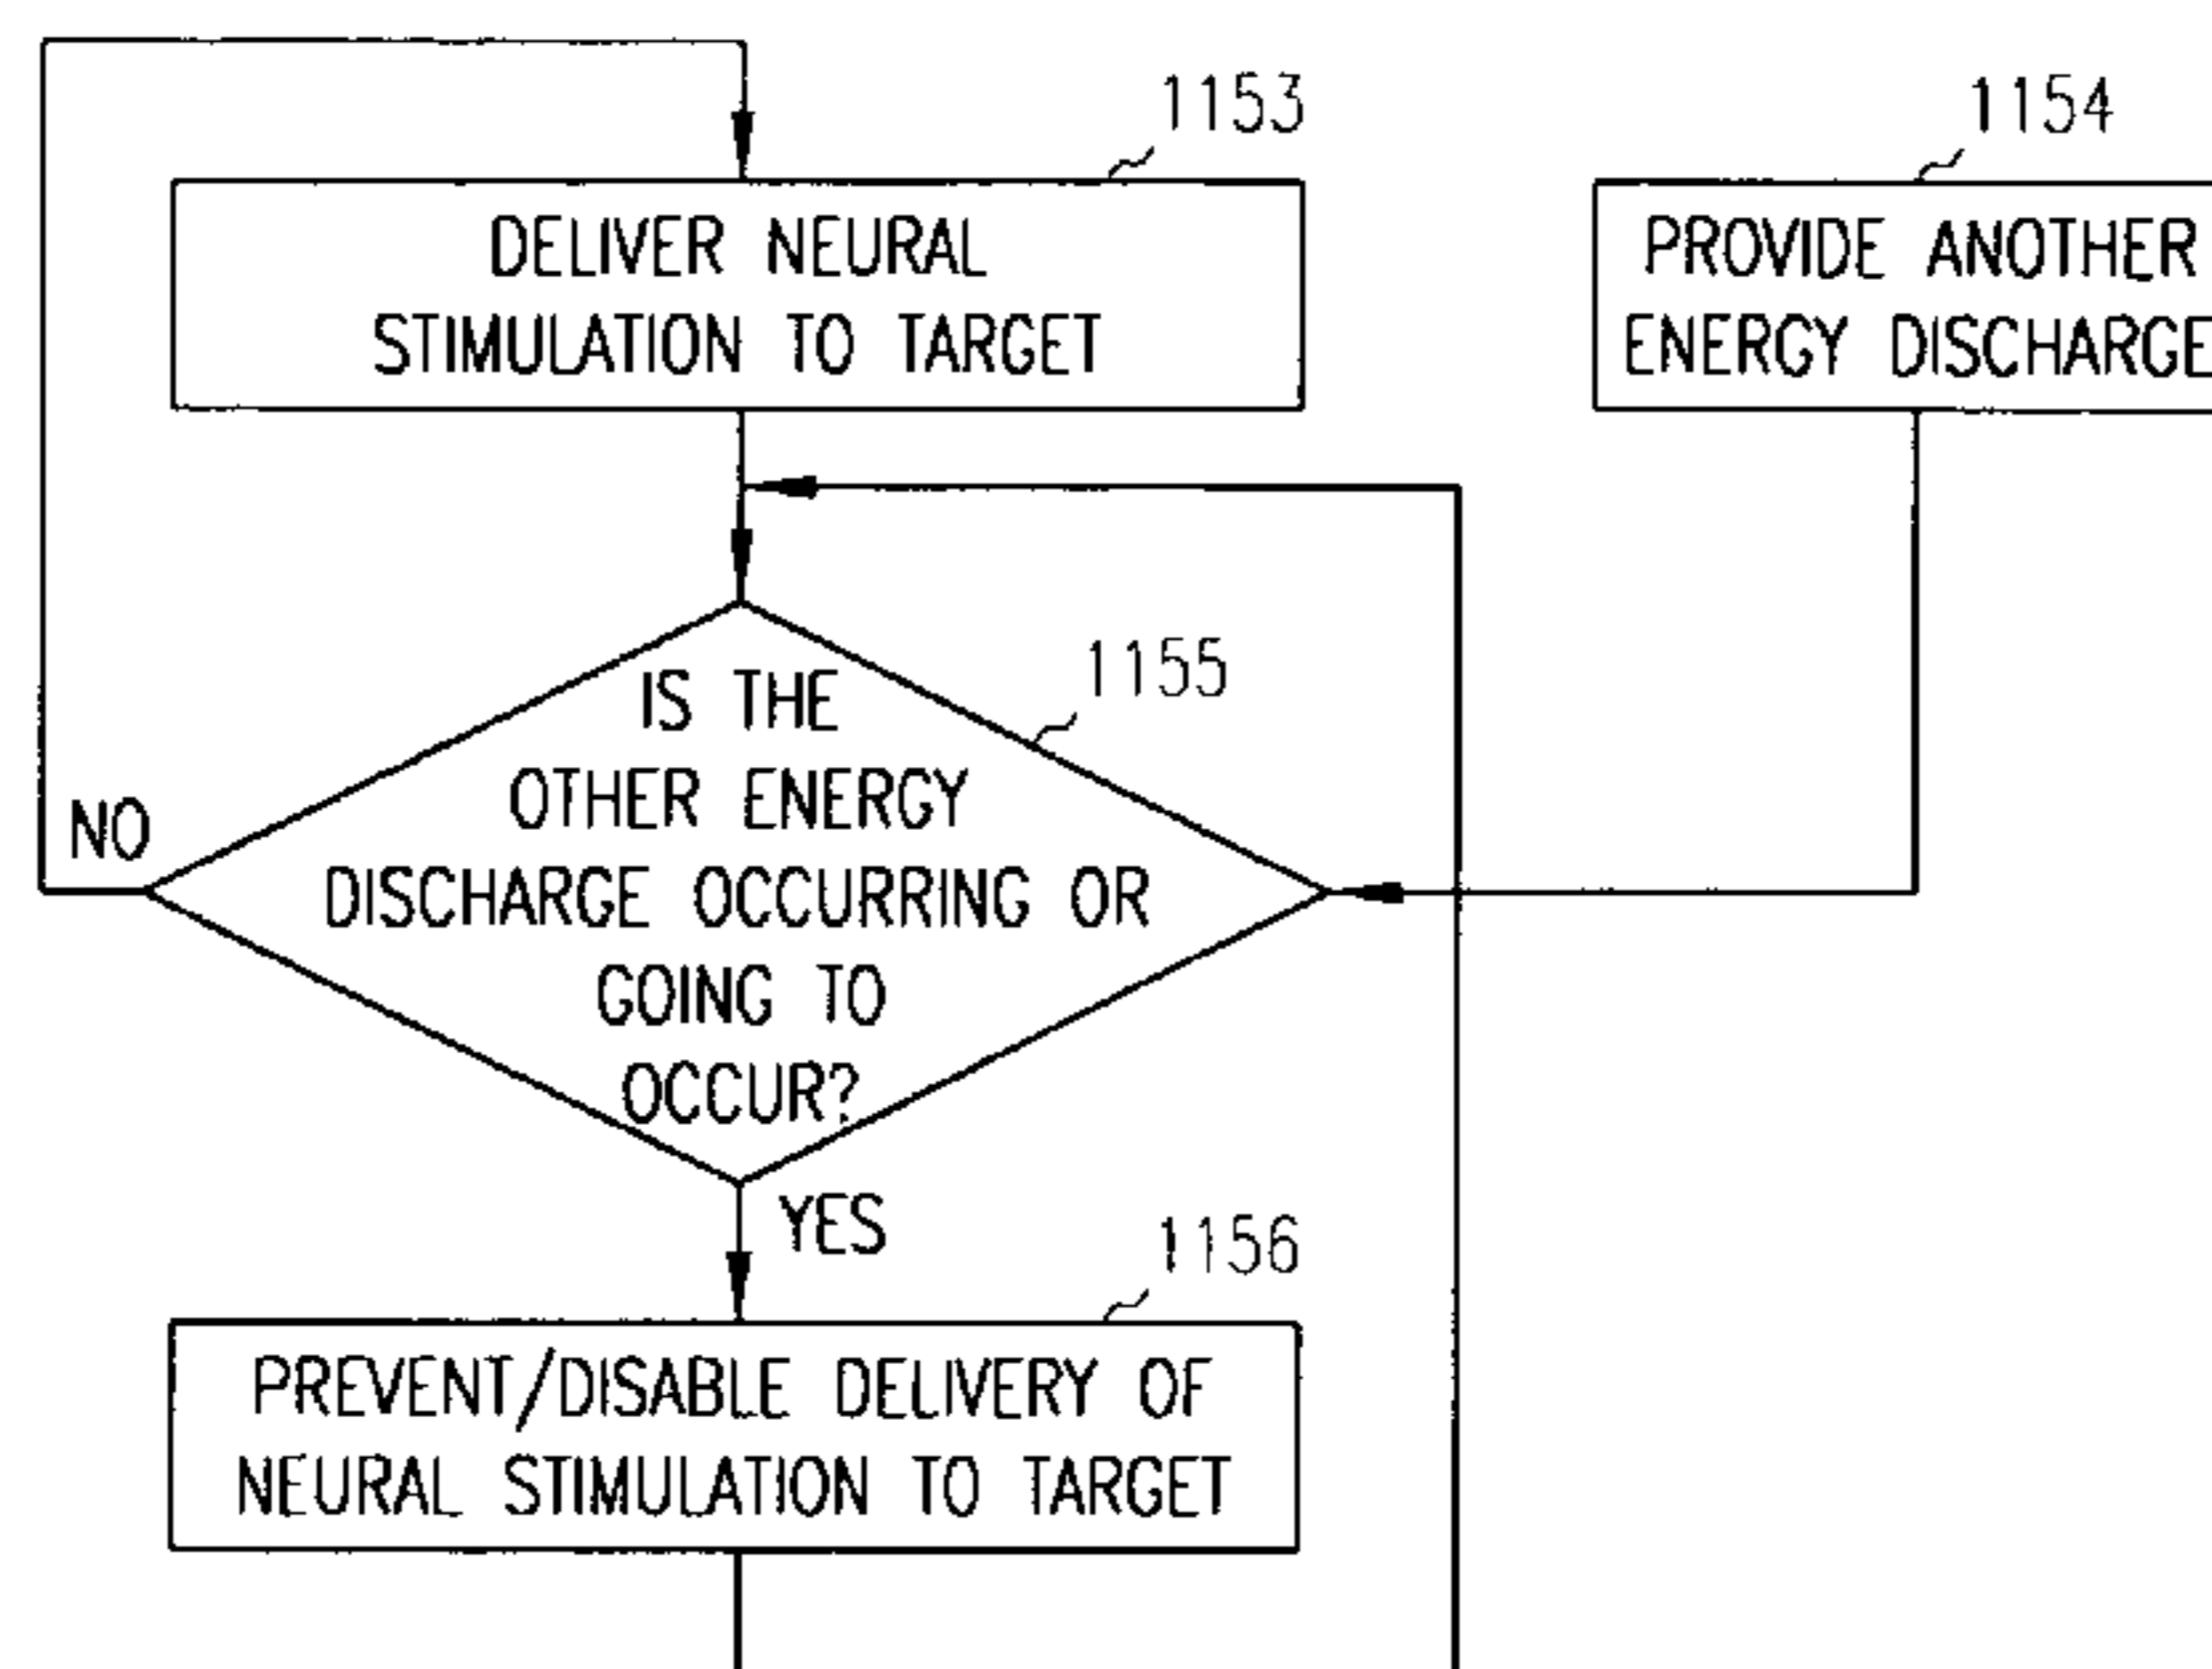 1153
DELIVER NEURAL
STIMULATION TO TARGET
1154
PROVIDE ANOTHER
ENERGY DISCHARGE
1155
IS THE
OTHER ENERGY
DISCHARGE OCCURRING OR
GOING TO
OCCUR?
NO
YES
1156
PREVENT/DISABLE DELIVERY OF
NEURAL STIMULATION TO TARGET